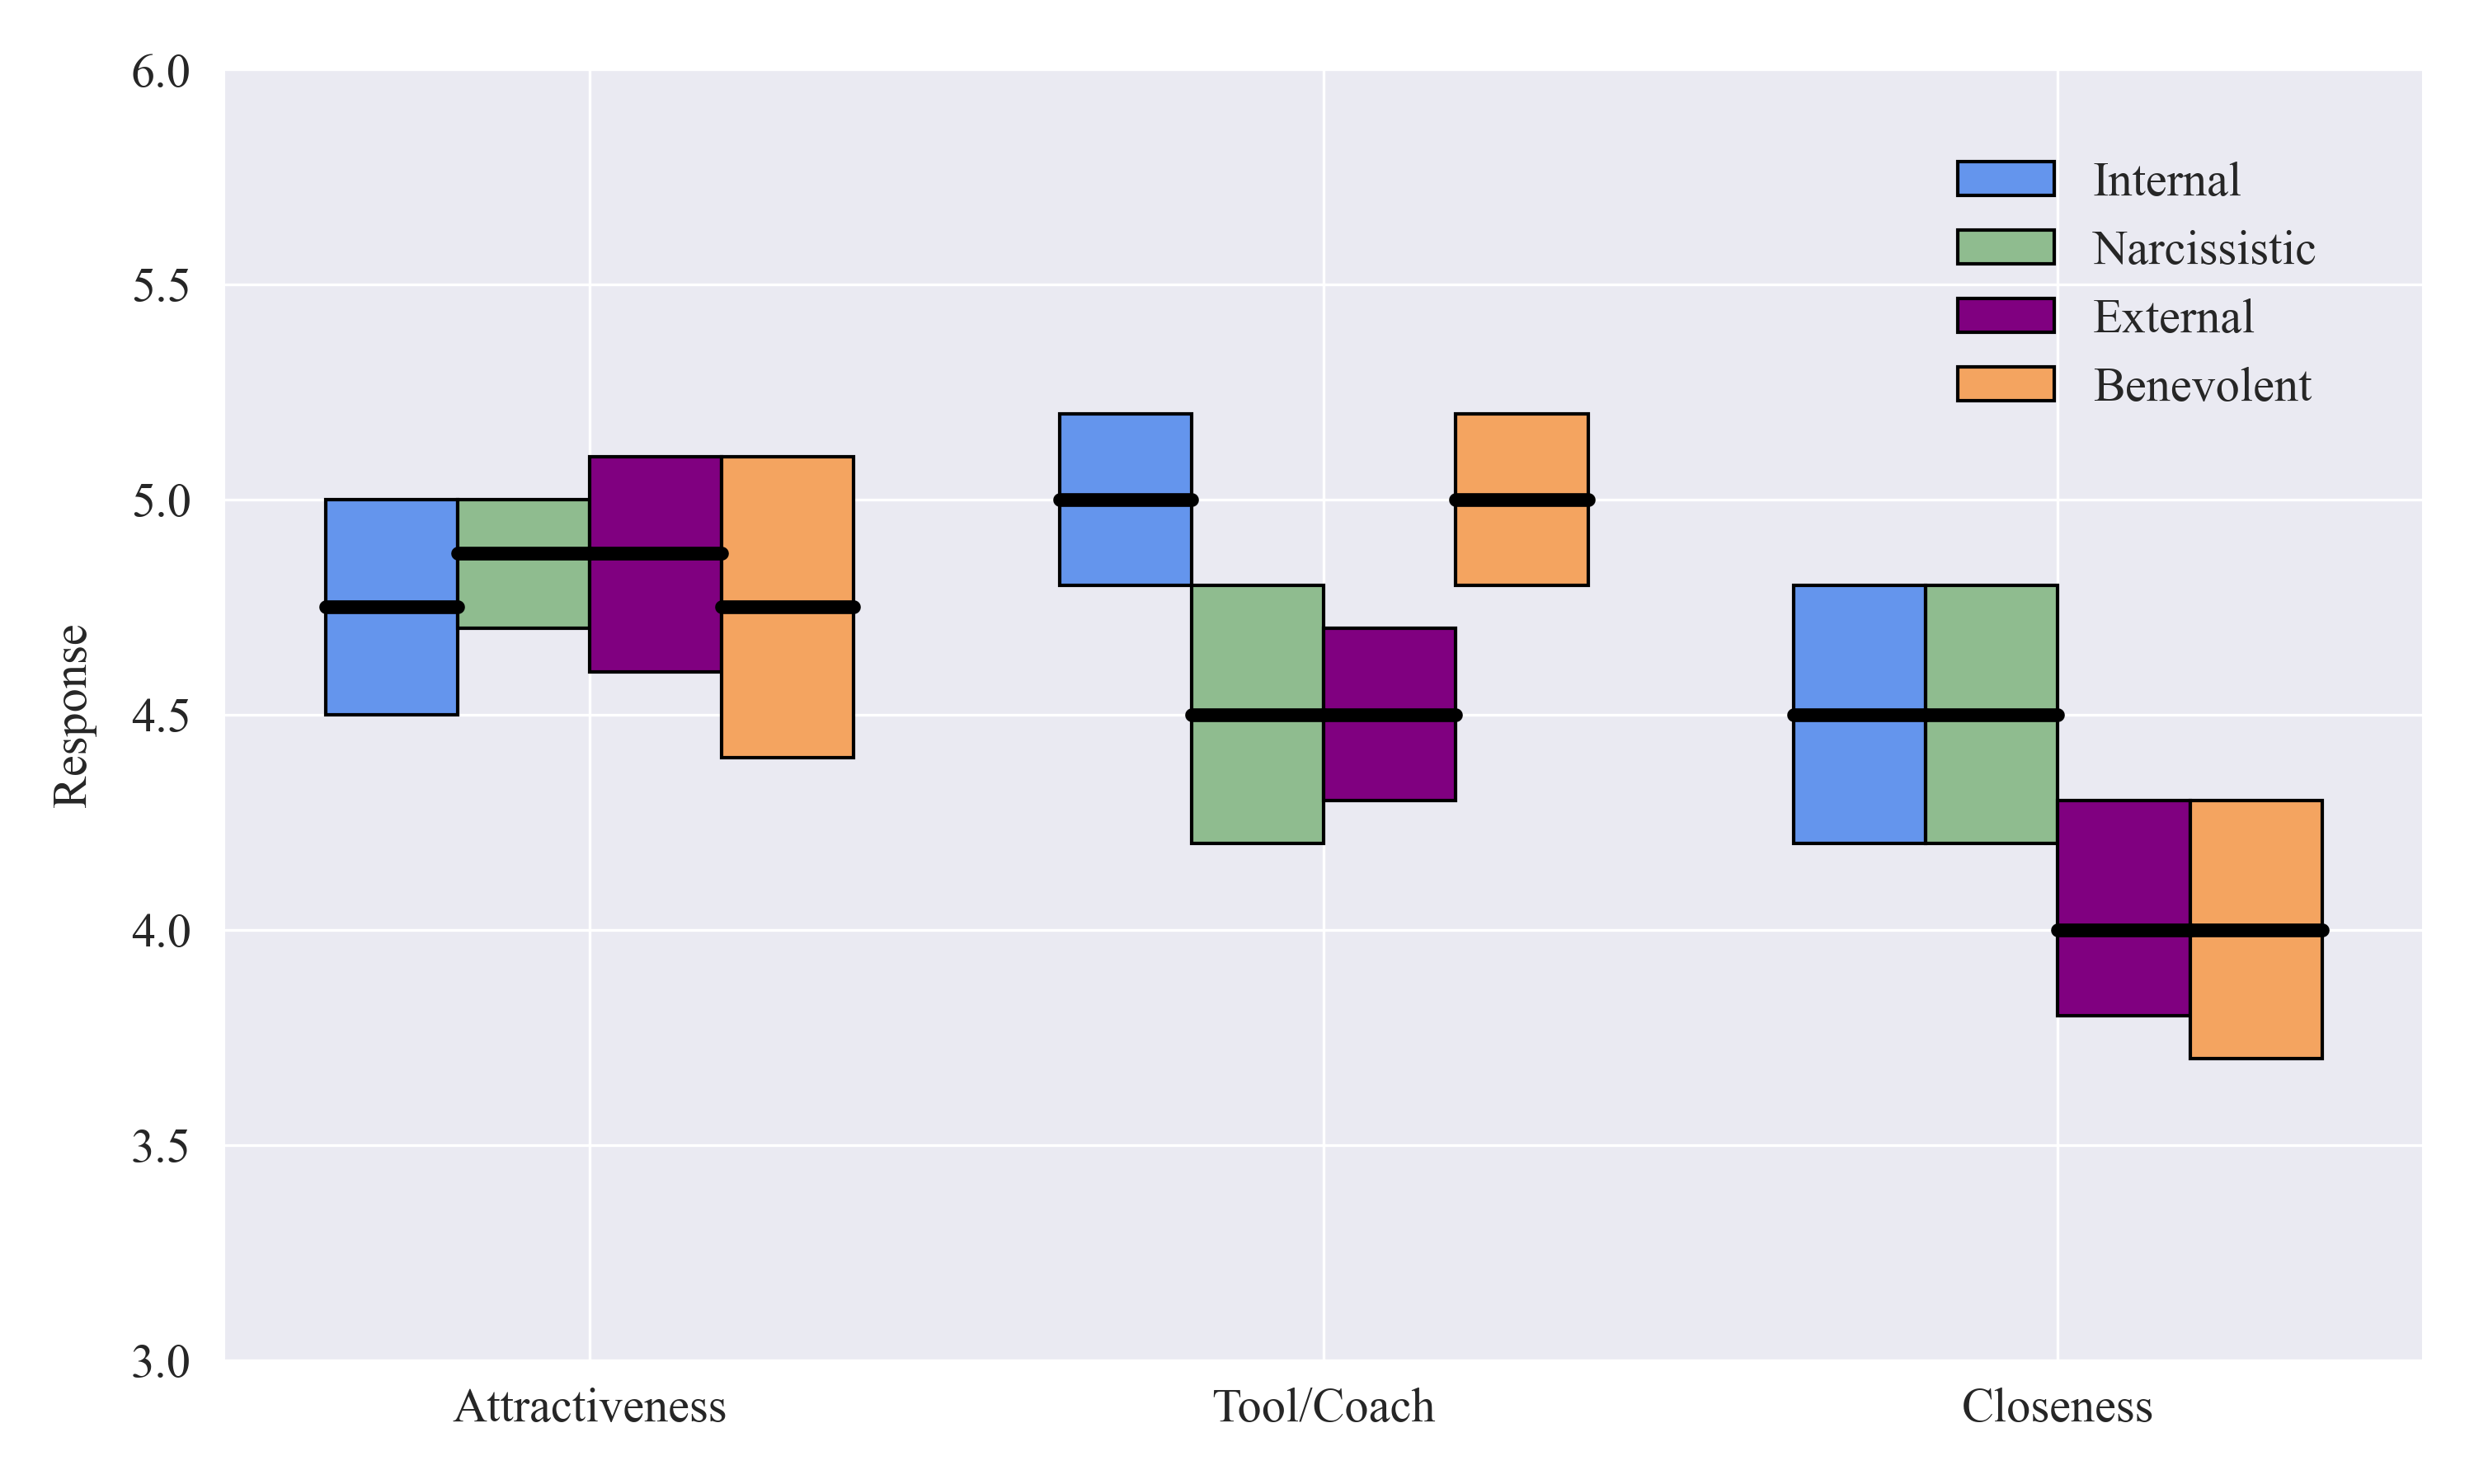 6.0
5.5
5.0
4.5
4.0
3.5
3.0
Response
Internal
Narcissistic
External
Benevolent
Attractiveness
Tool/Coach
Closeness